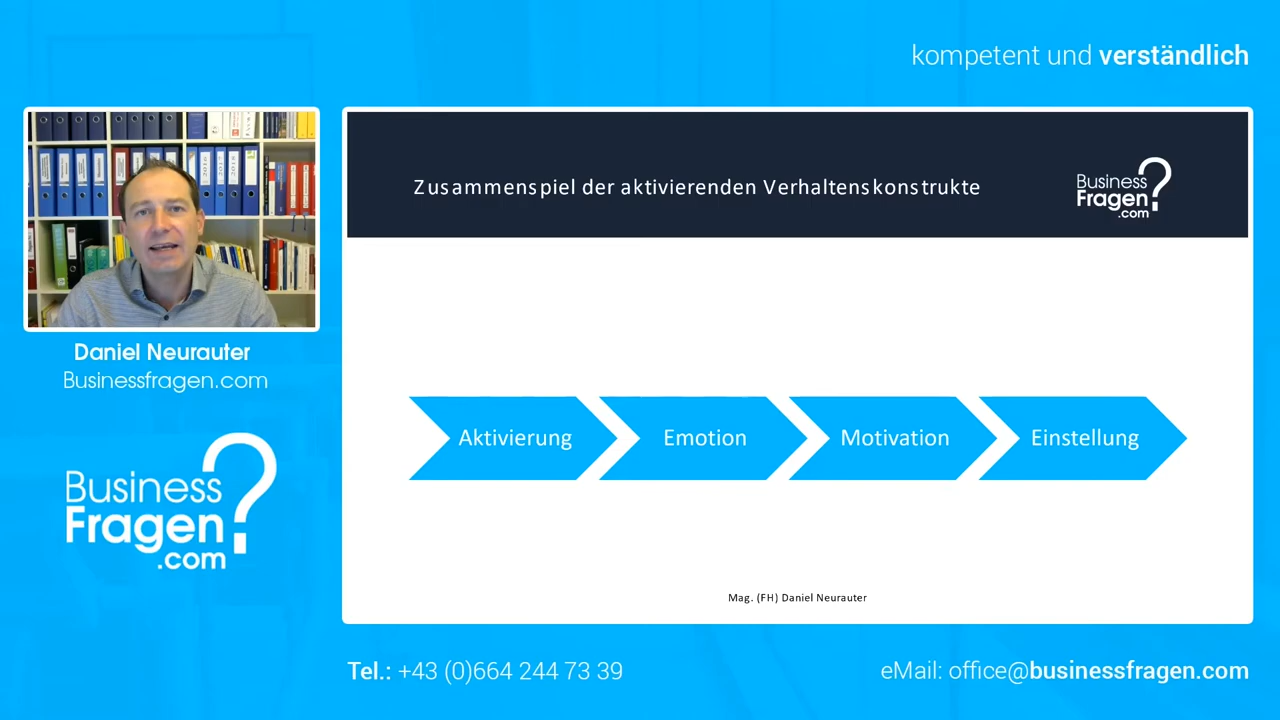 kompetent und verständlich
Zusammenspiel der aktivierenden Verhaltenskonstrukte
Business
Fragen
.com
?
Daniel Neurauter
Businessfragen.com
Business
Fragen
.com
?
Aktivierung
Emotion
Motivation
Einstellung
Mag. (FH) Daniel Neurauter
Tel.: +43 (0)664 244 73 39
eMail: office@businessfragen.com